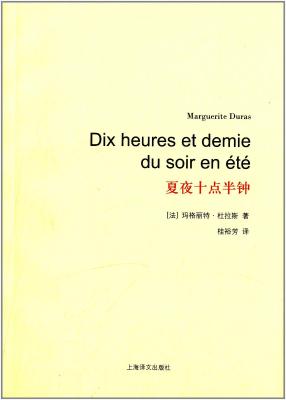 Marguerite Duras
Dix heures et demie
du soir en été
夏夜十点半钟
[法] 玛格丽特·杜拉斯 著
桂裕芳 译
上海译文出版社